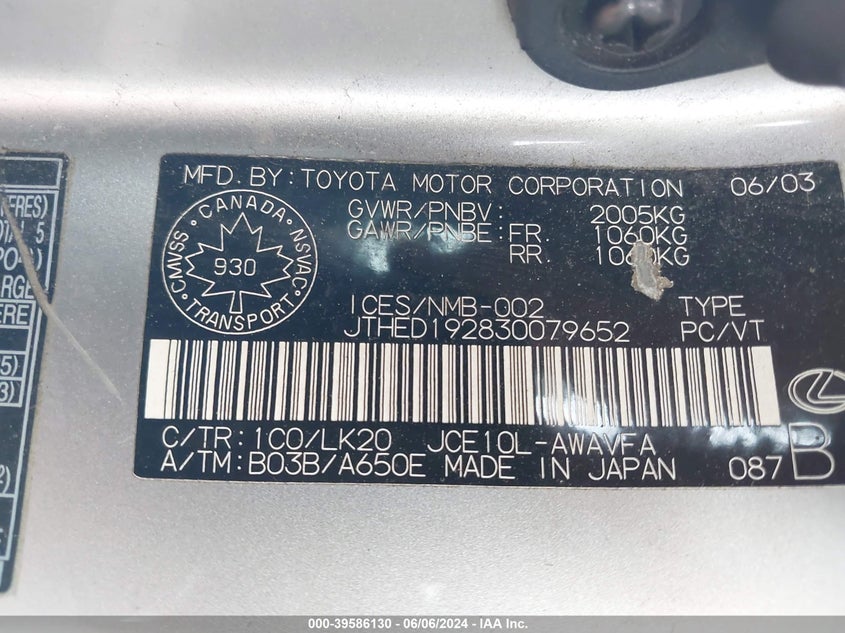 MFD. BY: TOYOTA MOTOR CORPORATION 06/03
GVWR/PNBV: 2005KG
GAWR/PNBE: FR. 1060KG
RR. 1060KG
CANADA
CMVSS 930 NSVAC
TRANSPORT
ICES/NMB-002 TYPE
JTHED192830079652 PC/VT
C/TR: 1C0/LK20 JCE10L-AWAVFA
A/TM: B03B/A650E MADE IN JAPAN 087 B
000-39586130 - 06/06/2024 - IAA Inc.